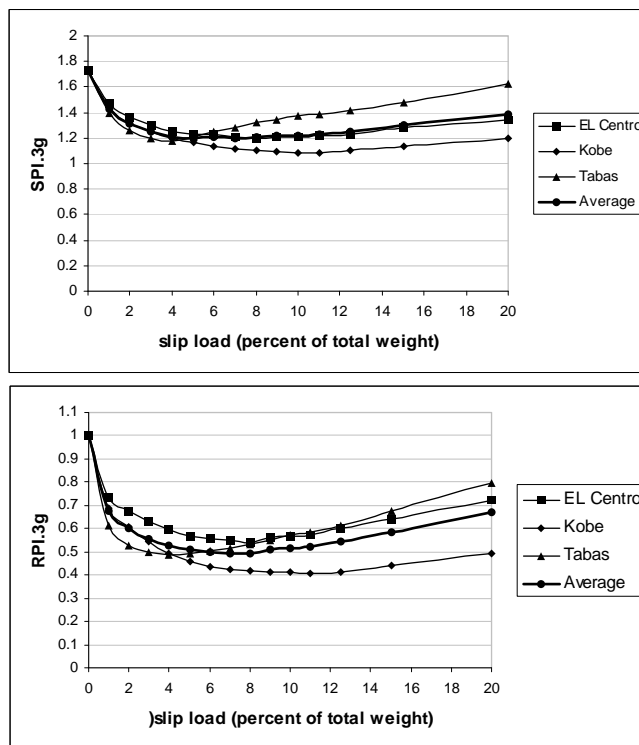 2
1.8
1.6
1.4
1.2
1
0.8
0.6
0.4
0.2
0
SPI.3g
0 2 4 6 8 10 12 14 16 18 20
slip load (percent of total weight)
EL Centro
Kobe
Tabas
Average
1.1
1
0.9
0.8
0.7
0.6
0.5
0.4
0.3
0.2
0.1
0
RPI.3g
0 2 4 6 8 10 12 14 16 18 20
)slip load (percent of total weight)
EL Centro
Kobe
Tabas
Average